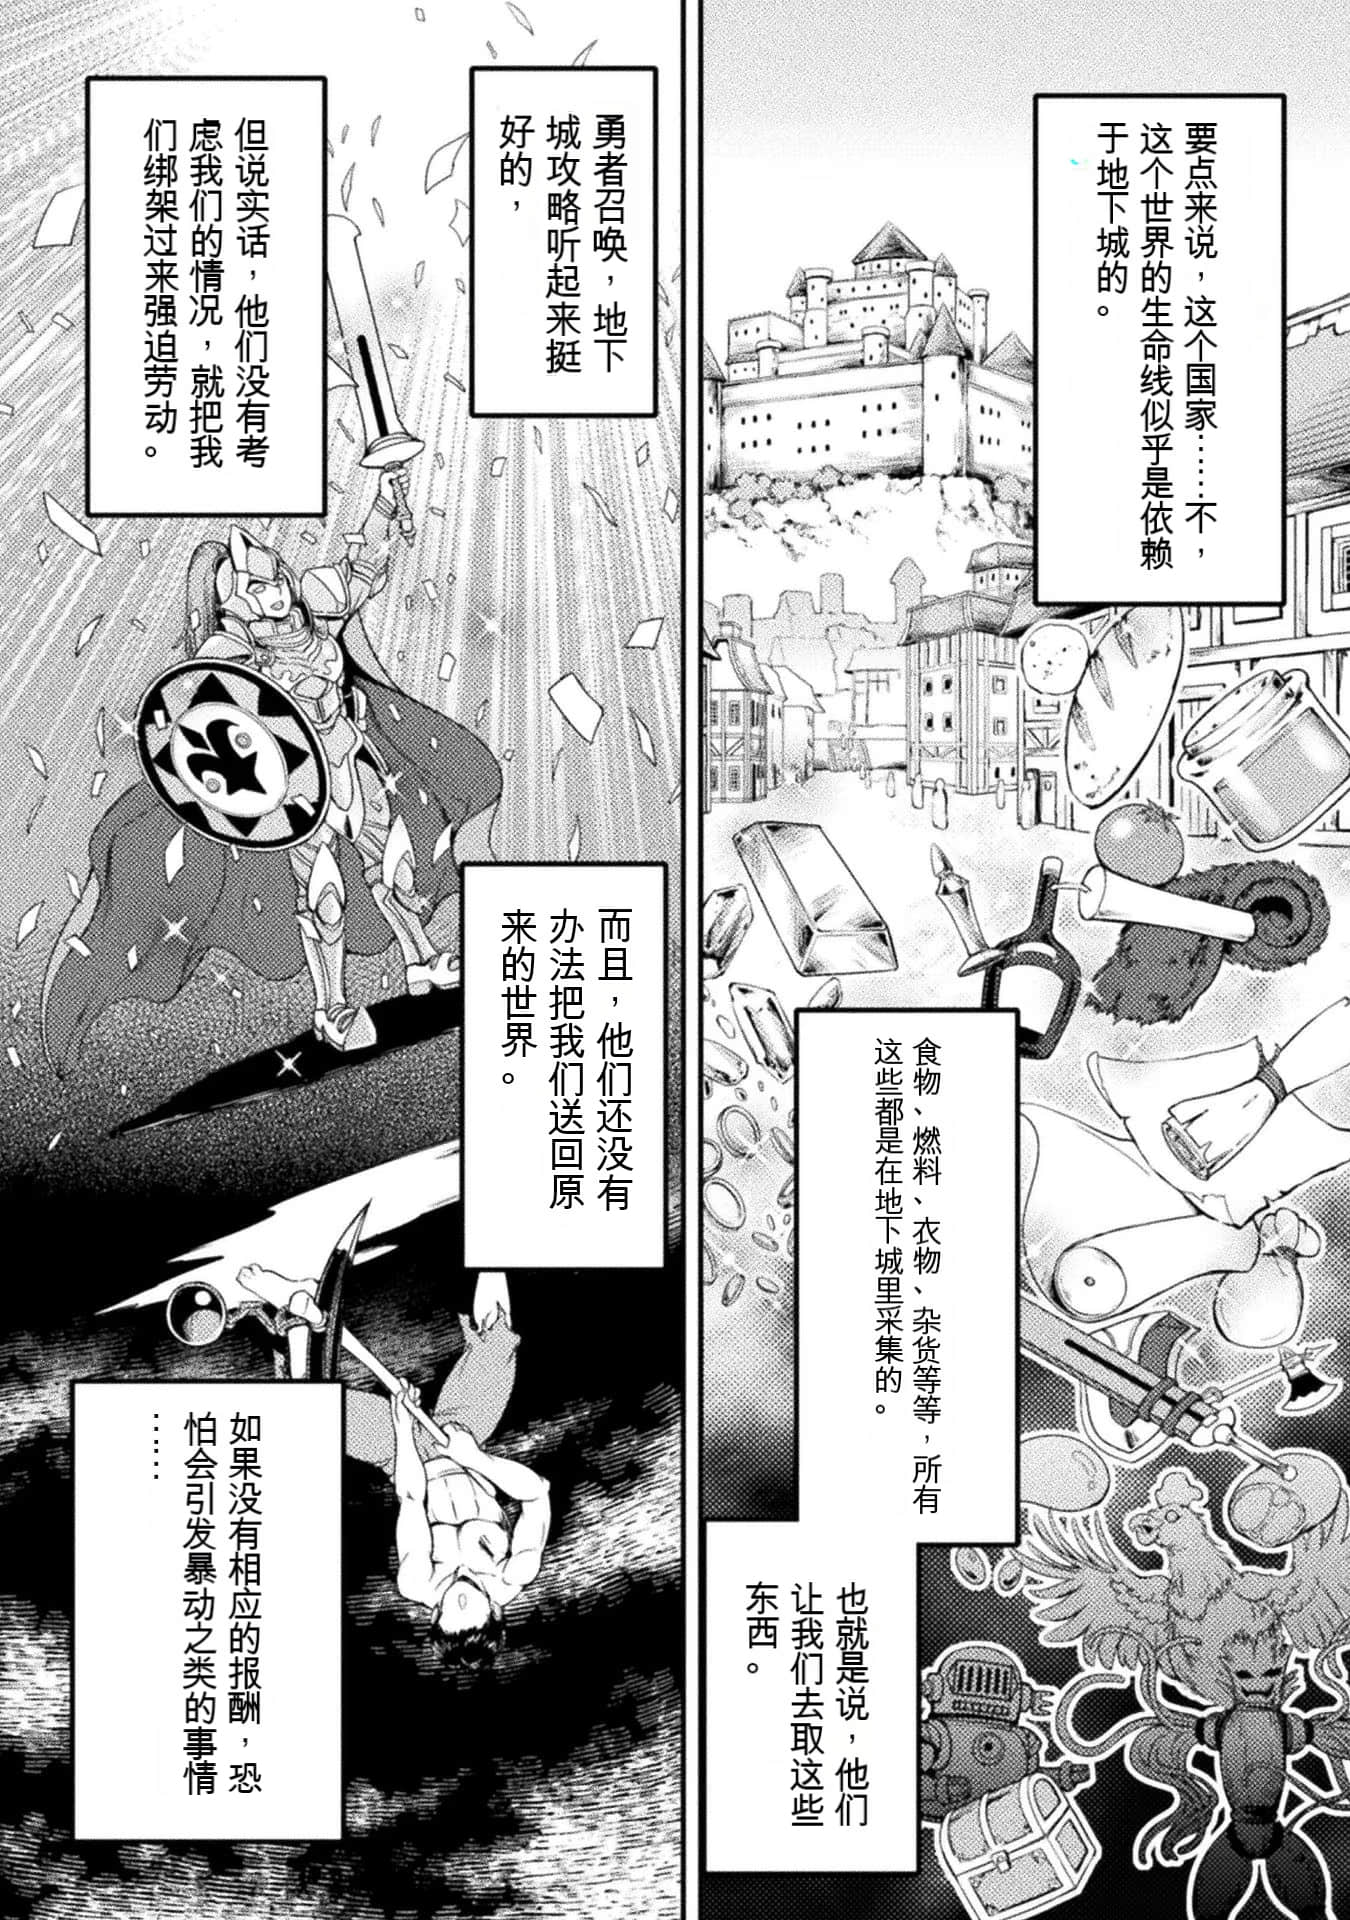 要点来说，这个国家……不，
这个世界的生命线似乎是依赖
于地下城的。
食物、燃料、衣物、杂货等等，所有
这些都是在地下城里采集的。
也就是说，他们
让我们去取这些
东西。
勇者召唤，地下
城攻略听起来挺
好的，
但说实话，他们没有考
虑我们的情况，就把我
们绑架过来强迫劳动。
而且，他们还没有
办法把我们送回原
来的世界。
如果没有相应的报酬，恐
怕会引发暴动之类的事情
……